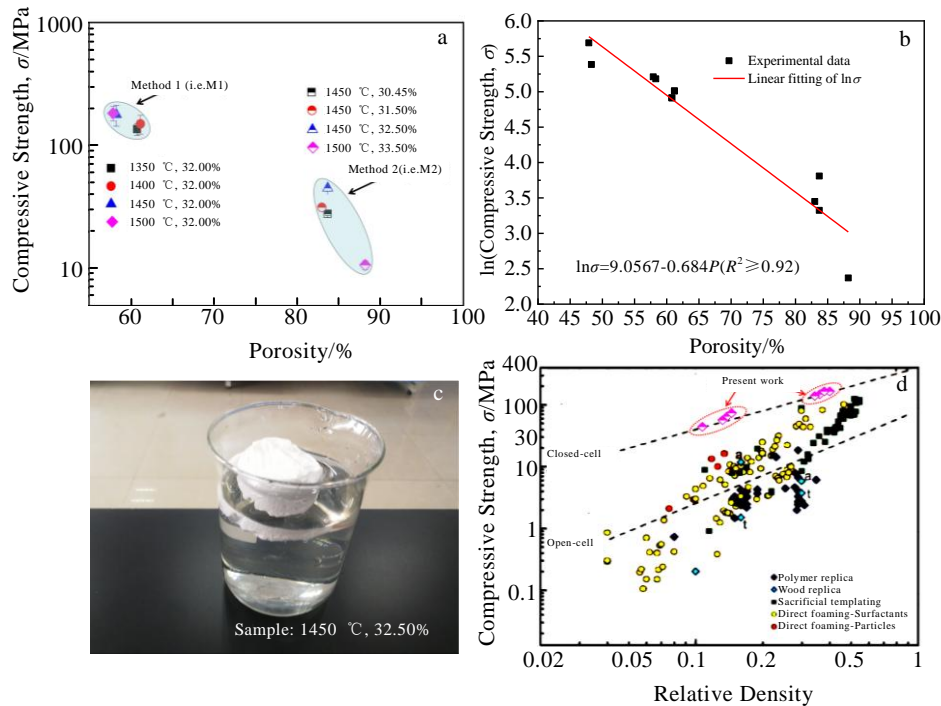 a
Compressive Strength, σ/MPa
1000
100
10
Method 1 (i.e.M1)
1350 ℃, 32.00%
1400 ℃, 32.00%
1450 ℃, 32.00%
1500 ℃, 32.00%
1450 ℃, 30.45%
1450 ℃, 31.50%
1450 ℃, 32.50%
1500 ℃, 33.50%
Method 2(i.e.M2)
60 70 80 90 100
Porosity/%
b
ln(Compressive Strength, σ)
6.0
5.5
5.0
4.5
4.0
3.5
3.0
2.5
2.0
Experimental data
Linear fitting of lnσ
lnσ=9.0567-0.684P(R²≥0.92)
40 45 50 55 60 65 70 75 80 85 90 95 100
Porosity/%
c
Sample: 1450 ℃, 32.50%
d
Compressive Strength, σ/MPa
400
100
30
10
1
0.1
Present work
Closed-cell
Open-cell
a
a
t
t
Polymer replica
Wood replica
Sacrificial templating
Direct foaming-Surfactants
Direct foaming-Particles
0.02 0.05 0.1 0.2 0.5 1
Relative Density